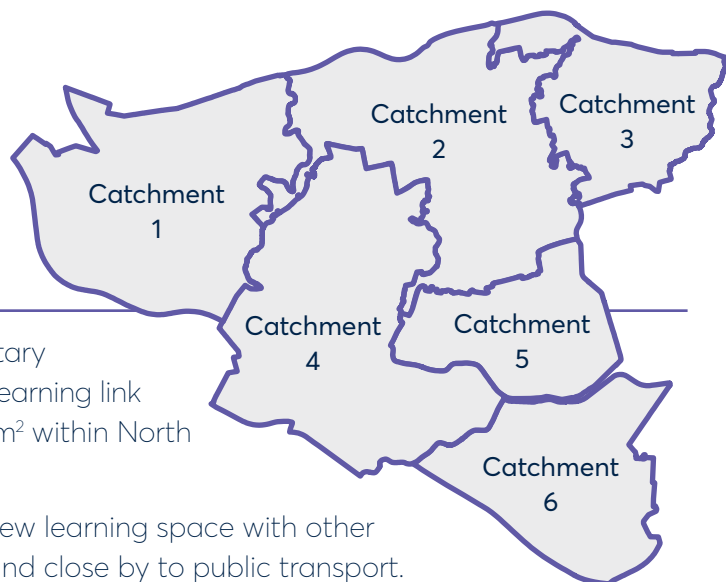 Catchment
2
Catchment
3
Catchment
1
Catchment
4
Catchment
5
Catchment
6
earning link
m² within North
ew learning space with other
nd close by to public transport.